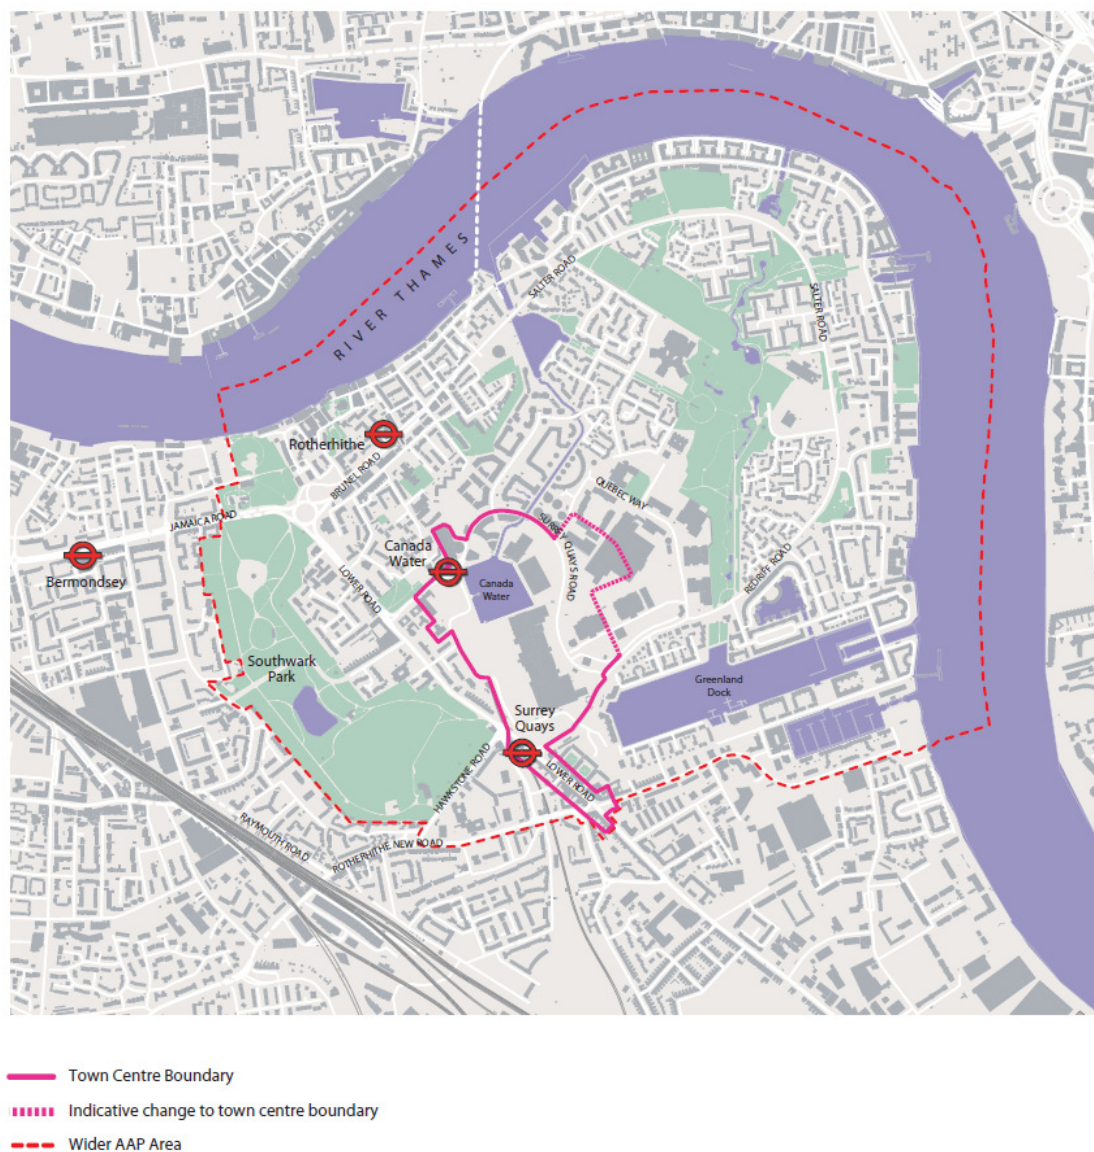 RIVER THAMES
SALTER ROAD
SALTER ROAD
Rotherhithe
BRUNEL ROAD
JAMAICA ROAD
QUEBEC WAY
SURREY QUAYS ROAD
Canada
Water
Bermondsey
LOWER ROAD
Canada
Water
REDRIFF ROAD
Southwark
Park
Greenland
Dock
Surrey
Quays
HAWKSTONE ROAD
LOWER ROAD
RAYMOUTH ROAD
ROTHERHITHE NEW ROAD
Town Centre Boundary
Indicative change to town centre boundary
Wider AAP Area